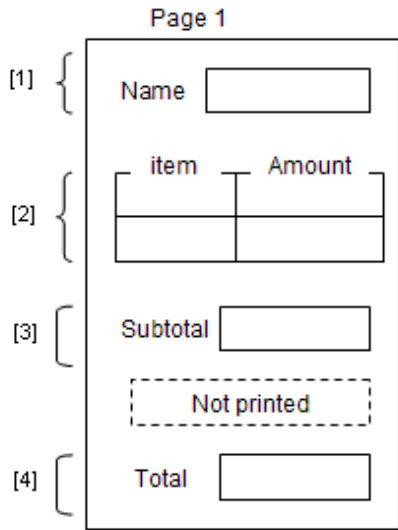 Page 1
[1]
Name
item Amount
[2]
[3]
Subtotal
Not printed
[4]
Total